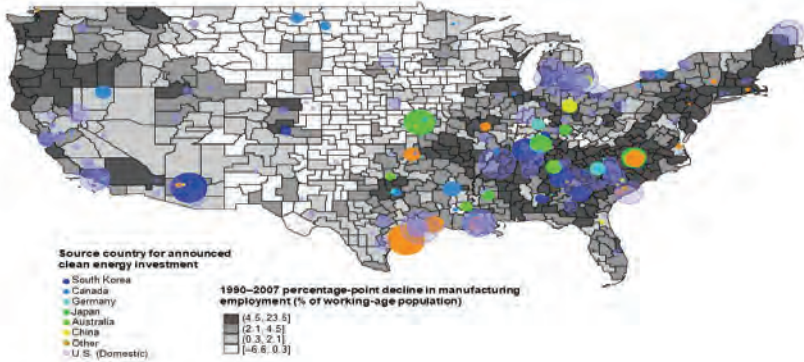 Source country for announced
clean energy investment
South Korea
Canada
Germany
Japan
Australia
China
Other
U.S. (Domestic)
1990–2007 percentage-point decline in manufacturing
employment (% of working-age population)
(4.5, 23.5]
(2.1, 4.5]
(0.3, 2.1]
[–6.6, 0.3]